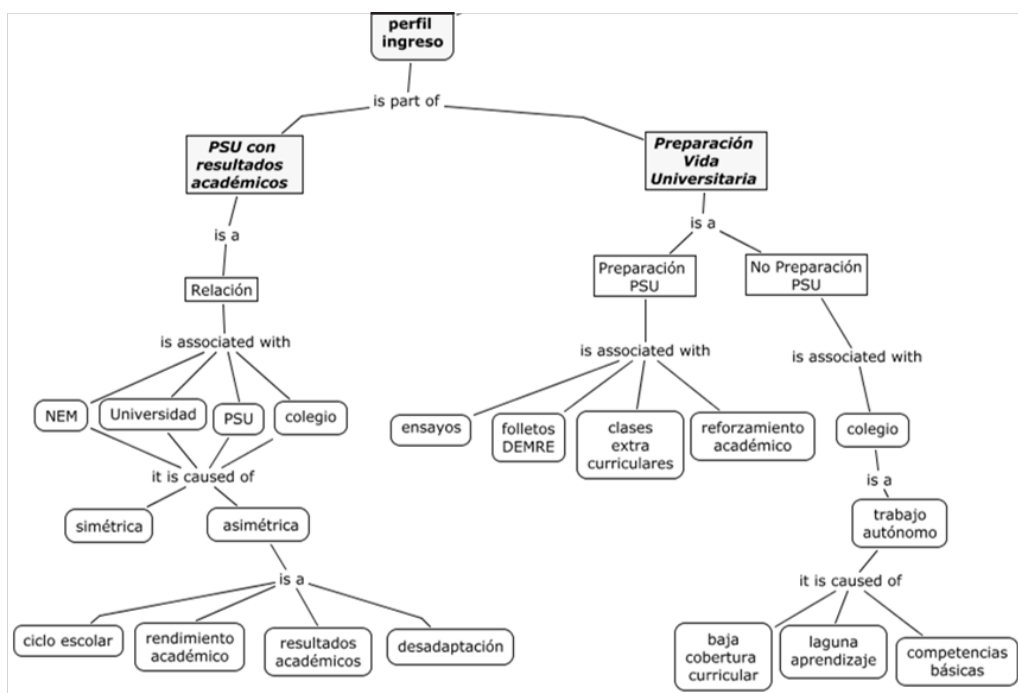 perfil
ingreso
is part of
PSU con
resultados
académicos
Preparación
Vida
Universitaria
is a
is a
Relación
Preparación
PSU
No Preparación
PSU
is associated with
is associated with
is associated with
NEM
Universidad
PSU
colegio
ensayos
folletos
DEMRE
clases
extra
curriculares
reforzamiento
académico
colegio
it is caused of
is a
simétrica
asimétrica
trabajo
autónomo
is a
it is caused of
ciclo escolar
rendimiento
académico
resultados
académicos
desadaptación
baja
cobertura
curricular
laguna
aprendizaje
competencias
básicas